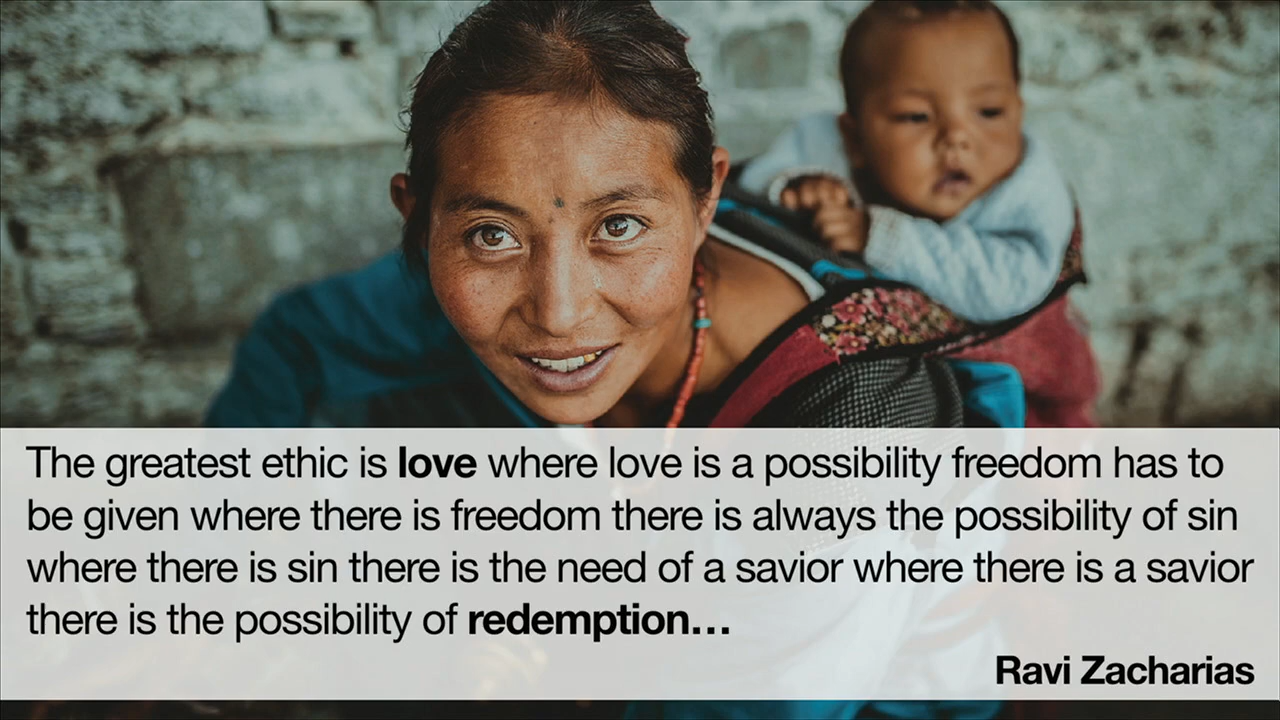 The greatest ethic is love where love is a possibility freedom has to
be given where there is freedom there is always the possibility of sin
where there is sin there is the need of a savior where there is a savior
there is the possibility of redemption…
Ravi Zacharias